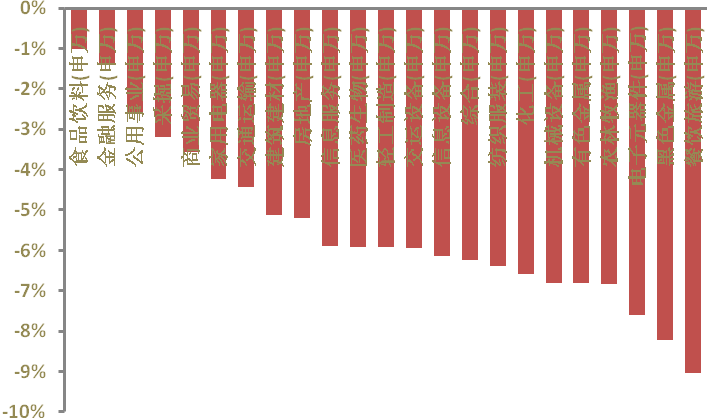 0%
-1%
-2%
-3%
-4%
-5%
-6%
-7%
-8%
-9%
-10%
食品饮料(申万)
金融服务(申万)
公用事业(申万)
采掘(申万)
商业贸易(申万)
家用电器(申万)
交通运输(申万)
建筑建材(申万)
房地产(申万)
信息服务(申万)
医药生物(申万)
轻工制造(申万)
交运设备(申万)
信息设备(申万)
综合(申万)
纺织服装(申万)
化工(申万)
机械设备(申万)
有色金属(申万)
农林牧渔(申万)
电子元器件(申万)
黑色金属(申万)
餐饮旅游(申万)